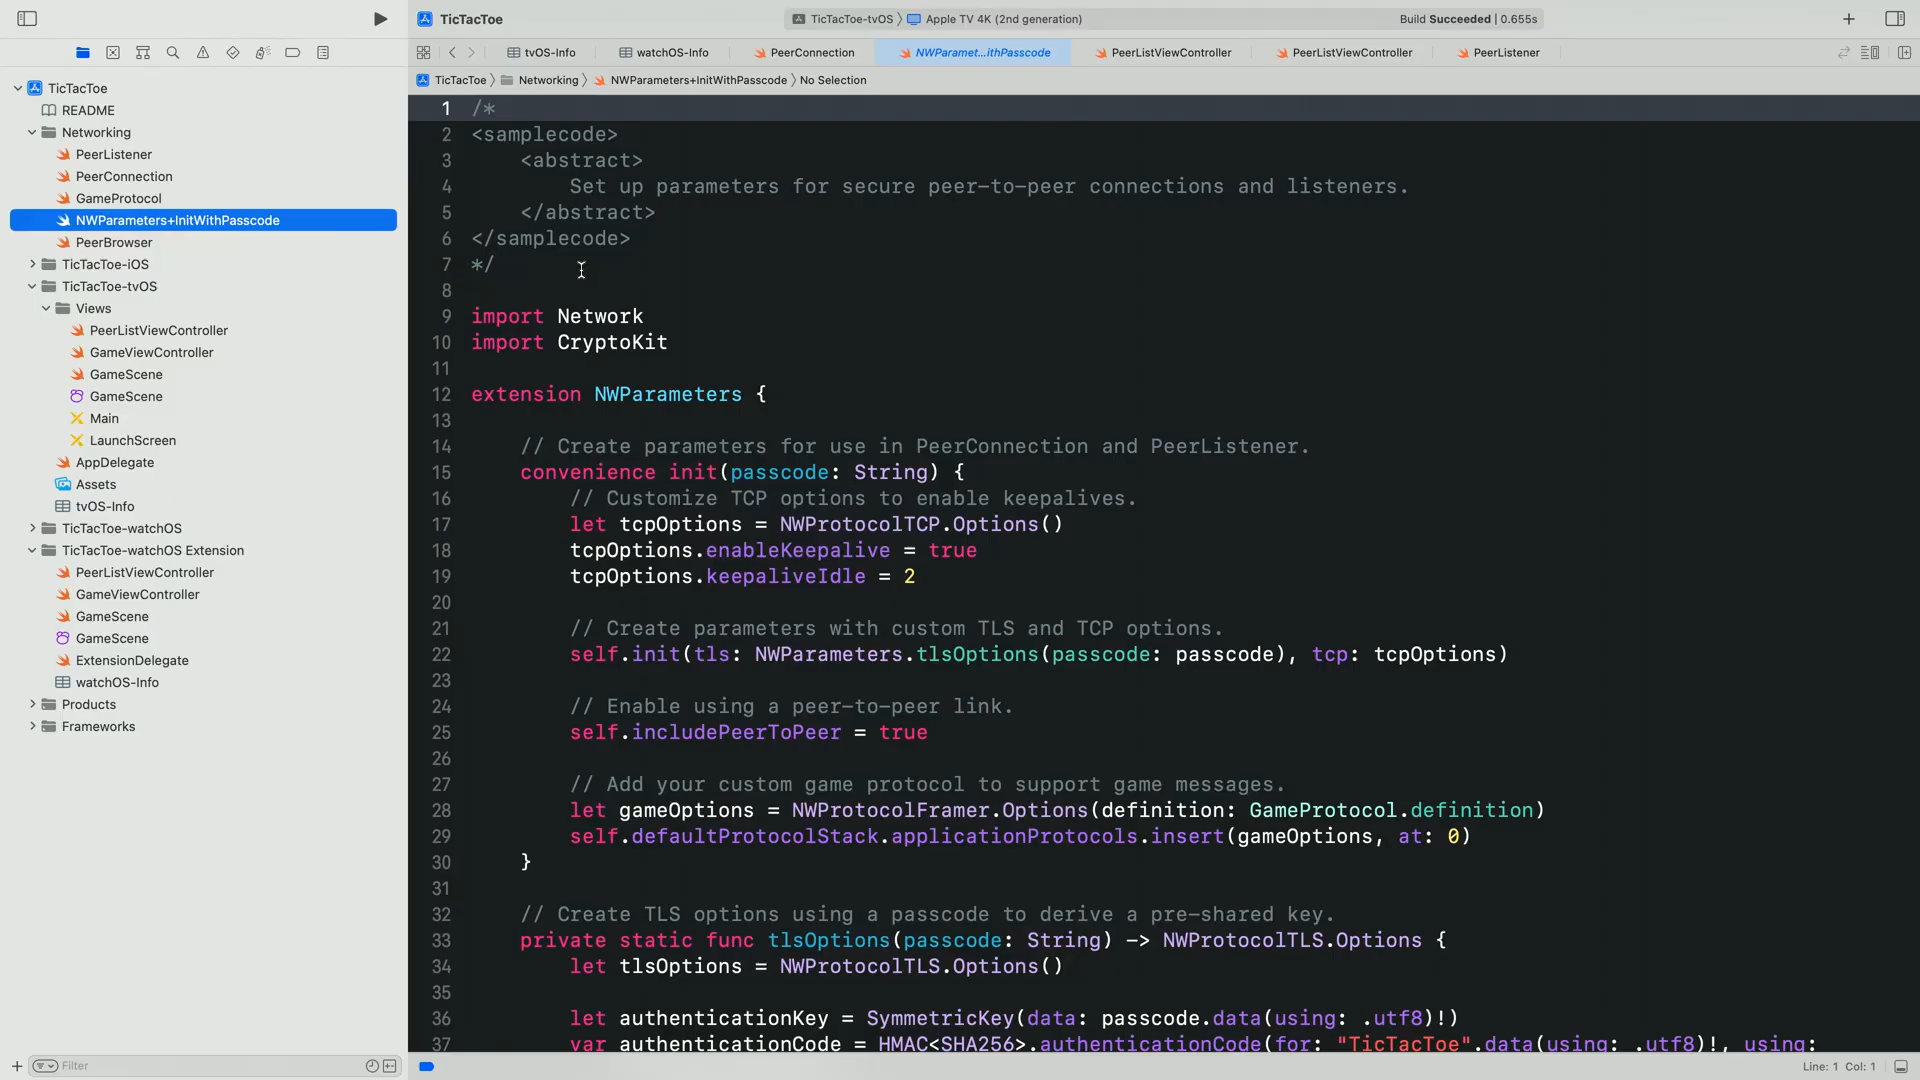 TicTacToe
TicTacToe-tvOS 〉 Apple TV 4K (2nd generation)
Build Succeeded | 0.655s
tvOS-Info
watchOS-Info
PeerConnection
NWParamet...ithPasscode
PeerListViewController
PeerListViewController
PeerListener
TicTacToe 〉 Networking 〉 NWParameters+InitWithPasscode 〉 No Selection
TicTacToe
README
Networking
PeerListener
PeerConnection
GameProtocol
NWParameters+InitWithPasscode
PeerBrowser
TicTacToe-iOS
TicTacToe-tvOS
Views
PeerListViewController
GameViewController
GameScene
GameScene
Main
LaunchScreen
AppDelegate
Assets
tvOS-Info
TicTacToe-watchOS
TicTacToe-watchOS Extension
PeerListViewController
GameViewController
GameScene
GameScene
ExtensionDelegate
watchOS-Info
Products
Frameworks
Filter
1 /*
2 <samplecode>
3 <abstract>
4 Set up parameters for secure peer-to-peer connections and listeners.
5 </abstract>
6 </samplecode>
7 */
8
9 import Network
10 import CryptoKit
11
12 extension NWParameters {
13
14 // Create parameters for use in PeerConnection and PeerListener.
15 convenience init(passcode: String) {
16 // Customize TCP options to enable keepalives.
17 let tcpOptions = NWProtocolTCP.Options()
18 tcpOptions.enableKeepalive = true
19 tcpOptions.keepaliveIdle = 2
20
21 // Create parameters with custom TLS and TCP options.
22 self.init(tls: NWParameters.tlsOptions(passcode: passcode), tcp: tcpOptions)
23
24 // Enable using a peer-to-peer link.
25 self.includePeerToPeer = true
26
27 // Add your custom game protocol to support game messages.
28 let gameOptions = NWProtocolFramer.Options(definition: GameProtocol.definition)
29 self.defaultProtocolStack.applicationProtocols.insert(gameOptions, at: 0)
30 }
31
32 // Create TLS options using a passcode to derive a pre-shared key.
33 private static func tlsOptions(passcode: String) -> NWProtocolTLS.Options {
34 let tlsOptions = NWProtocolTLS.Options()
35
36 let authenticationKey = SymmetricKey(data: passcode.data(using: .utf8)!)
37 var authenticationCode = HMAC<SHA256>.authenticationCode(for: "TicTacToe".data(using: .utf8)!, using:
Line: 1 Col: 1